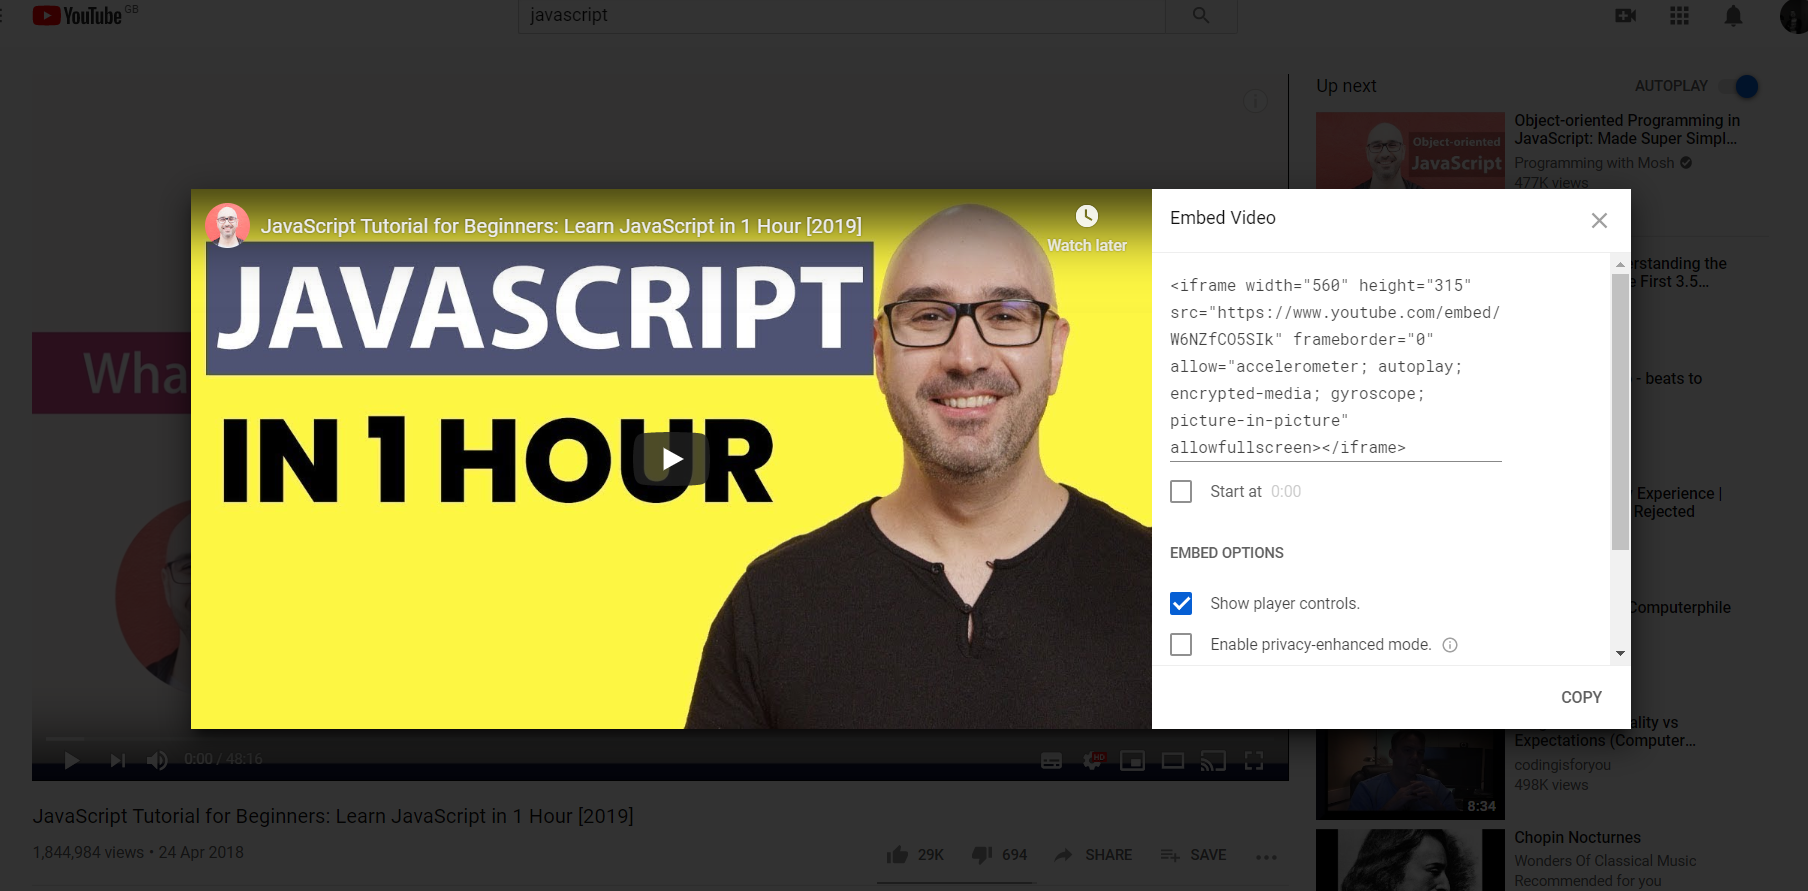 YouTube GB
javascript
Up next
AUTOPLAY
Object-oriented Programming in
JavaScript: Made Super Simpl...
Programming with Mosh
477K views
Object-oriented
JavaScript
JavaScript Tutorial for Beginners: Learn JavaScript in 1 Hour [2019]
Watch later
JAVASCRIPT
IN 1 HOUR
Embed Video
<iframe width="560" height="315"
src="https://www.youtube.com/embed/
W6NZfCO5SIk" frameborder="0"
allow="accelerometer; autoplay;
encrypted-media; gyroscope;
picture-in-picture"
allowfullscreen></iframe>
Start at 0:00
EMBED OPTIONS
Show player controls.
Enable privacy-enhanced mode.
COPY
Wha
erstanding the
e First 3.5...
- beats to
Experience |
Rejected
Computerphile
ality vs
Expectations (Computer...
codingisforyou
498K views
8:34
Chopin Nocturnes
Wonders Of Classical Music
Recommended for you
0:00 / 48:16
HD
JavaScript Tutorial for Beginners: Learn JavaScript in 1 Hour [2019]
1,844,984 views • 24 Apr 2018
29K
694
SHARE
SAVE